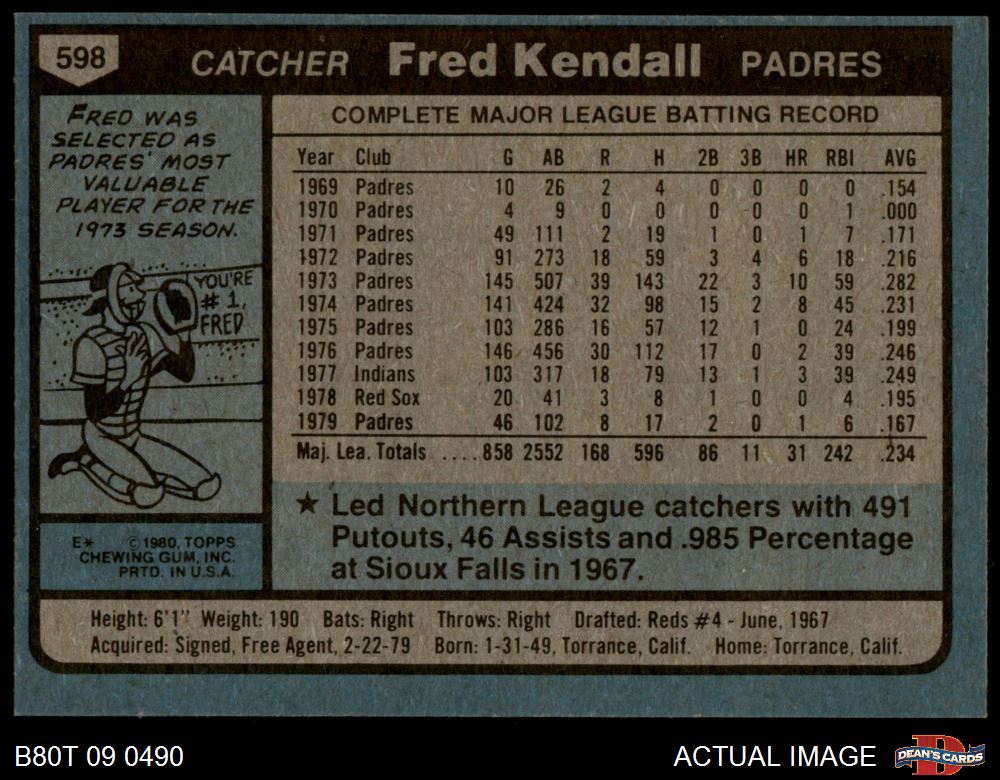 598
CATCHER Fred Kendall PADRES
FRED WAS
SELECTED AS
PADRES' MOST
VALUABLE
PLAYER FOR THE
1973 SEASON.
YOU'RE
# 1,
FRED
E* © 1980, TOPPS
CHEWING GUM, INC.
PRTD. IN U.S.A.
COMPLETE MAJOR LEAGUE BATTING RECORD
Year Club G AB R H 2B 3B HR RBI AVG
1969 Padres 10 26 2 4 0 0 0 0 .154
1970 Padres 4 9 0 0 0 0 0 1 .000
1971 Padres 49 111 2 19 1 0 1 7 .171
1972 Padres 91 273 18 59 3 4 6 18 .216
1973 Padres 145 507 39 143 22 3 10 59 .282
1974 Padres 141 424 32 98 15 2 8 45 .231
1975 Padres 103 286 16 57 12 1 0 24 .199
1976 Padres 146 456 30 112 17 0 2 39 .246
1977 Indians 103 317 18 79 13 1 3 39 .249
1978 Red Sox 20 41 3 8 1 0 0 4 .195
1979 Padres 46 102 8 17 2 0 1 6 .167
Maj. Lea. Totals ....858 2552 168 596 86 11 31 242 .234
★ Led Northern League catchers with 491
Putouts, 46 Assists and .985 Percentage
at Sioux Falls in 1967.
Height: 6'1" Weight: 190 Bats: Right Throws: Right Drafted: Reds #4 - June, 1967
Acquired: Signed, Free Agent, 2-22-79 Born: 1-31-49, Torrance, Calif. Home: Torrance, Calif.
B80T 09 0490
ACTUAL IMAGE
D
DEAN'S CARDS